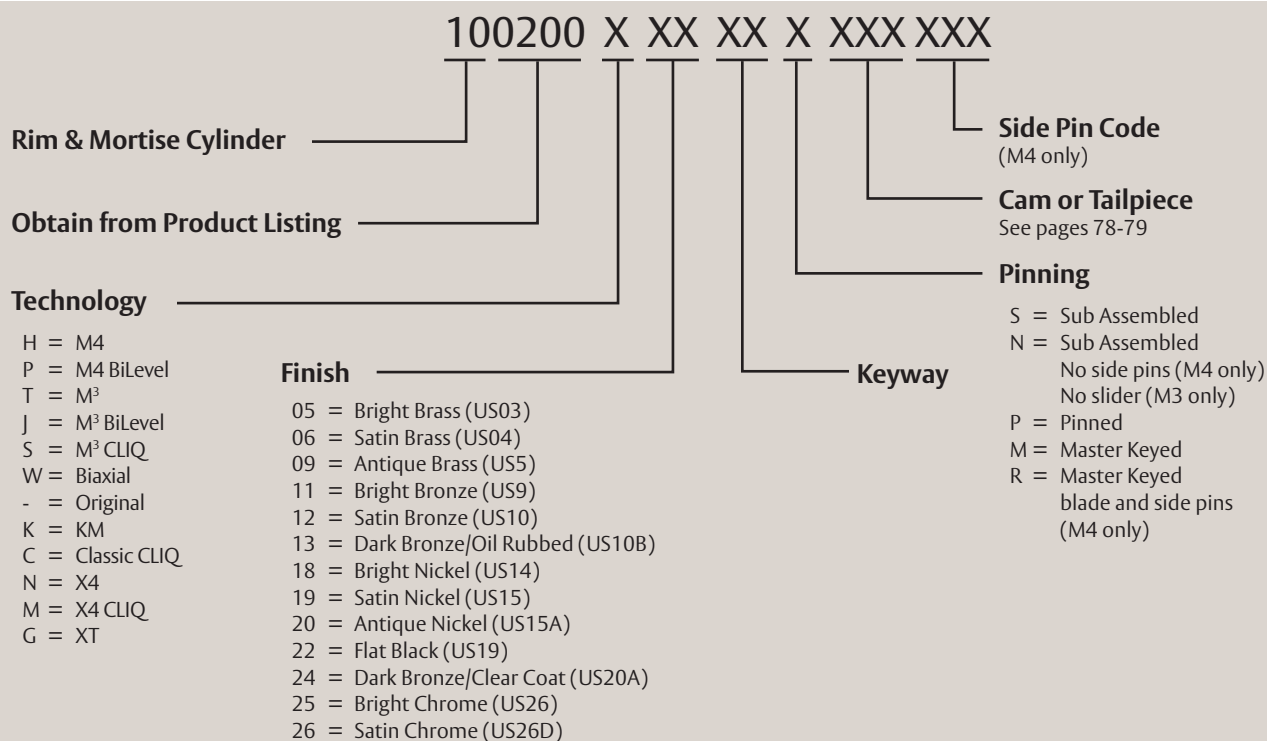 100200 X XX XX X XXX XXX
Rim & Mortise Cylinder
Obtain from Product Listing
Technology
H = M4
P = M4 BiLevel
T = M³
J = M³ BiLevel
S = M³ CLIQ
W = Biaxial
- = Original
K = KM
C = Classic CLIQ
N = X4
M = X4 CLIQ
G = XT
Finish
05 = Bright Brass (US03)
06 = Satin Brass (US04)
09 = Antique Brass (US5)
11 = Bright Bronze (US9)
12 = Satin Bronze (US10)
13 = Dark Bronze/Oil Rubbed (US10B)
18 = Bright Nickel (US14)
19 = Satin Nickel (US15)
20 = Antique Nickel (US15A)
22 = Flat Black (US19)
24 = Dark Bronze/Clear Coat (US20A)
25 = Bright Chrome (US26)
26 = Satin Chrome (US26D)
Keyway
Side Pin Code
(M4 only)
Cam or Tailpiece
See pages 78-79
Pinning
S = Sub Assembled
N = Sub Assembled
No side pins (M4 only)
No slider (M3 only)
P = Pinned
M = Master Keyed
R = Master Keyed
blade and side pins
(M4 only)